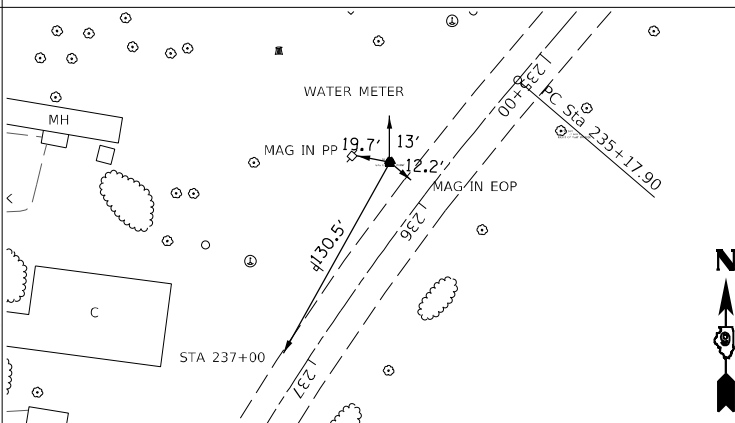 WATER METER
235+00
PC Sta 235+17.90
MH
MAG IN PP
19.7'
13'
12.2'
MAG IN EOP
236
130.5'
N
C
STA 237+00
237